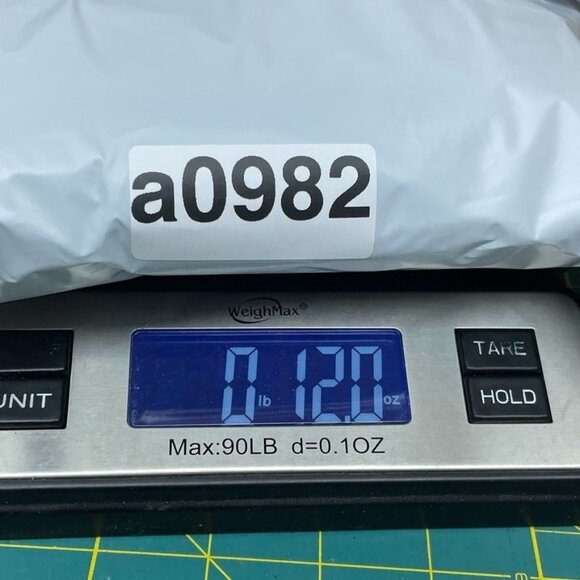 a0982
WeighMax®
0 lb 12.0 oz
TARE
UNIT
HOLD
Max:90LB d=0.1OZ